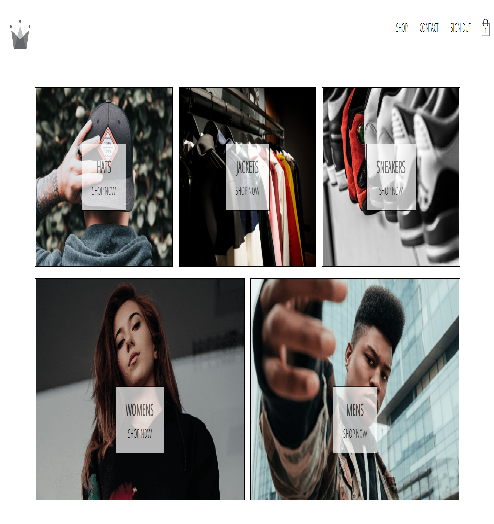 SHOP CONTACT SIGN OUT
HATS
SHOP NOW
JACKETS
SHOP NOW
SNEAKERS
SHOP NOW
WOMENS
SHOP NOW
MENS
SHOP NOW